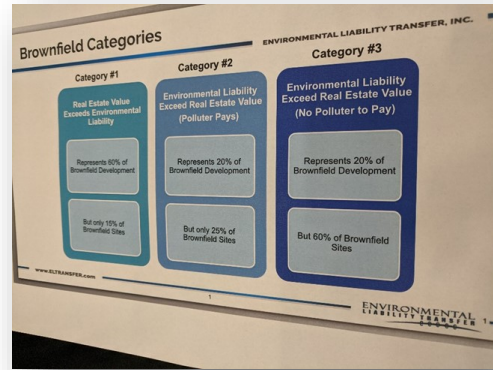 Brownfield Categories
ENVIRONMENTAL LIABILITY TRANSFER, INC.
Category #1
Real Estate Value
Exceeds Environmental
Liability
Represents 60% of
Brownfield Development
But only 15% of
Brownfield Sites
Category #2
Environmental Liability
Exceed Real Estate Value
(Polluter Pays)
Represents 20% of
Brownfield Development
But only 25% of
Brownfield Sites
Category #3
Environmental Liability
Exceed Real Estate Value
(No Polluter to Pay)
Represents 20% of
Brownfield Development
But 60% of Brownfield
Sites
www.ELTRANSFER.com
1
ENVIRONMENTAL
LIABILITY TRANSFER
1